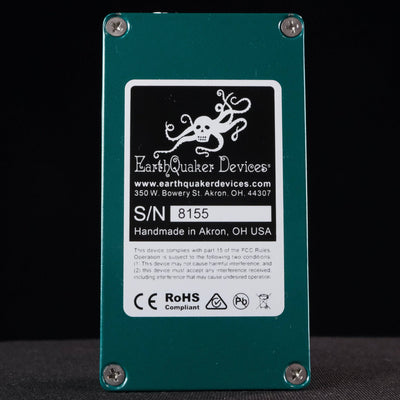 EarthQuaker Devices®
www.earthquakerdevices.com
350 W. Bowery St. Akron, OH. 44307
S/N 8155
Handmade in Akron, OH USA
This device complies with part 15 of the FCC Rules.
Operation is subject to the following two conditions:
(1) This device may not cause harmful interference, and
(2) this device must accept any interference received,
including interference that may cause undesired operation.
CE RoHS Pb
Compliant